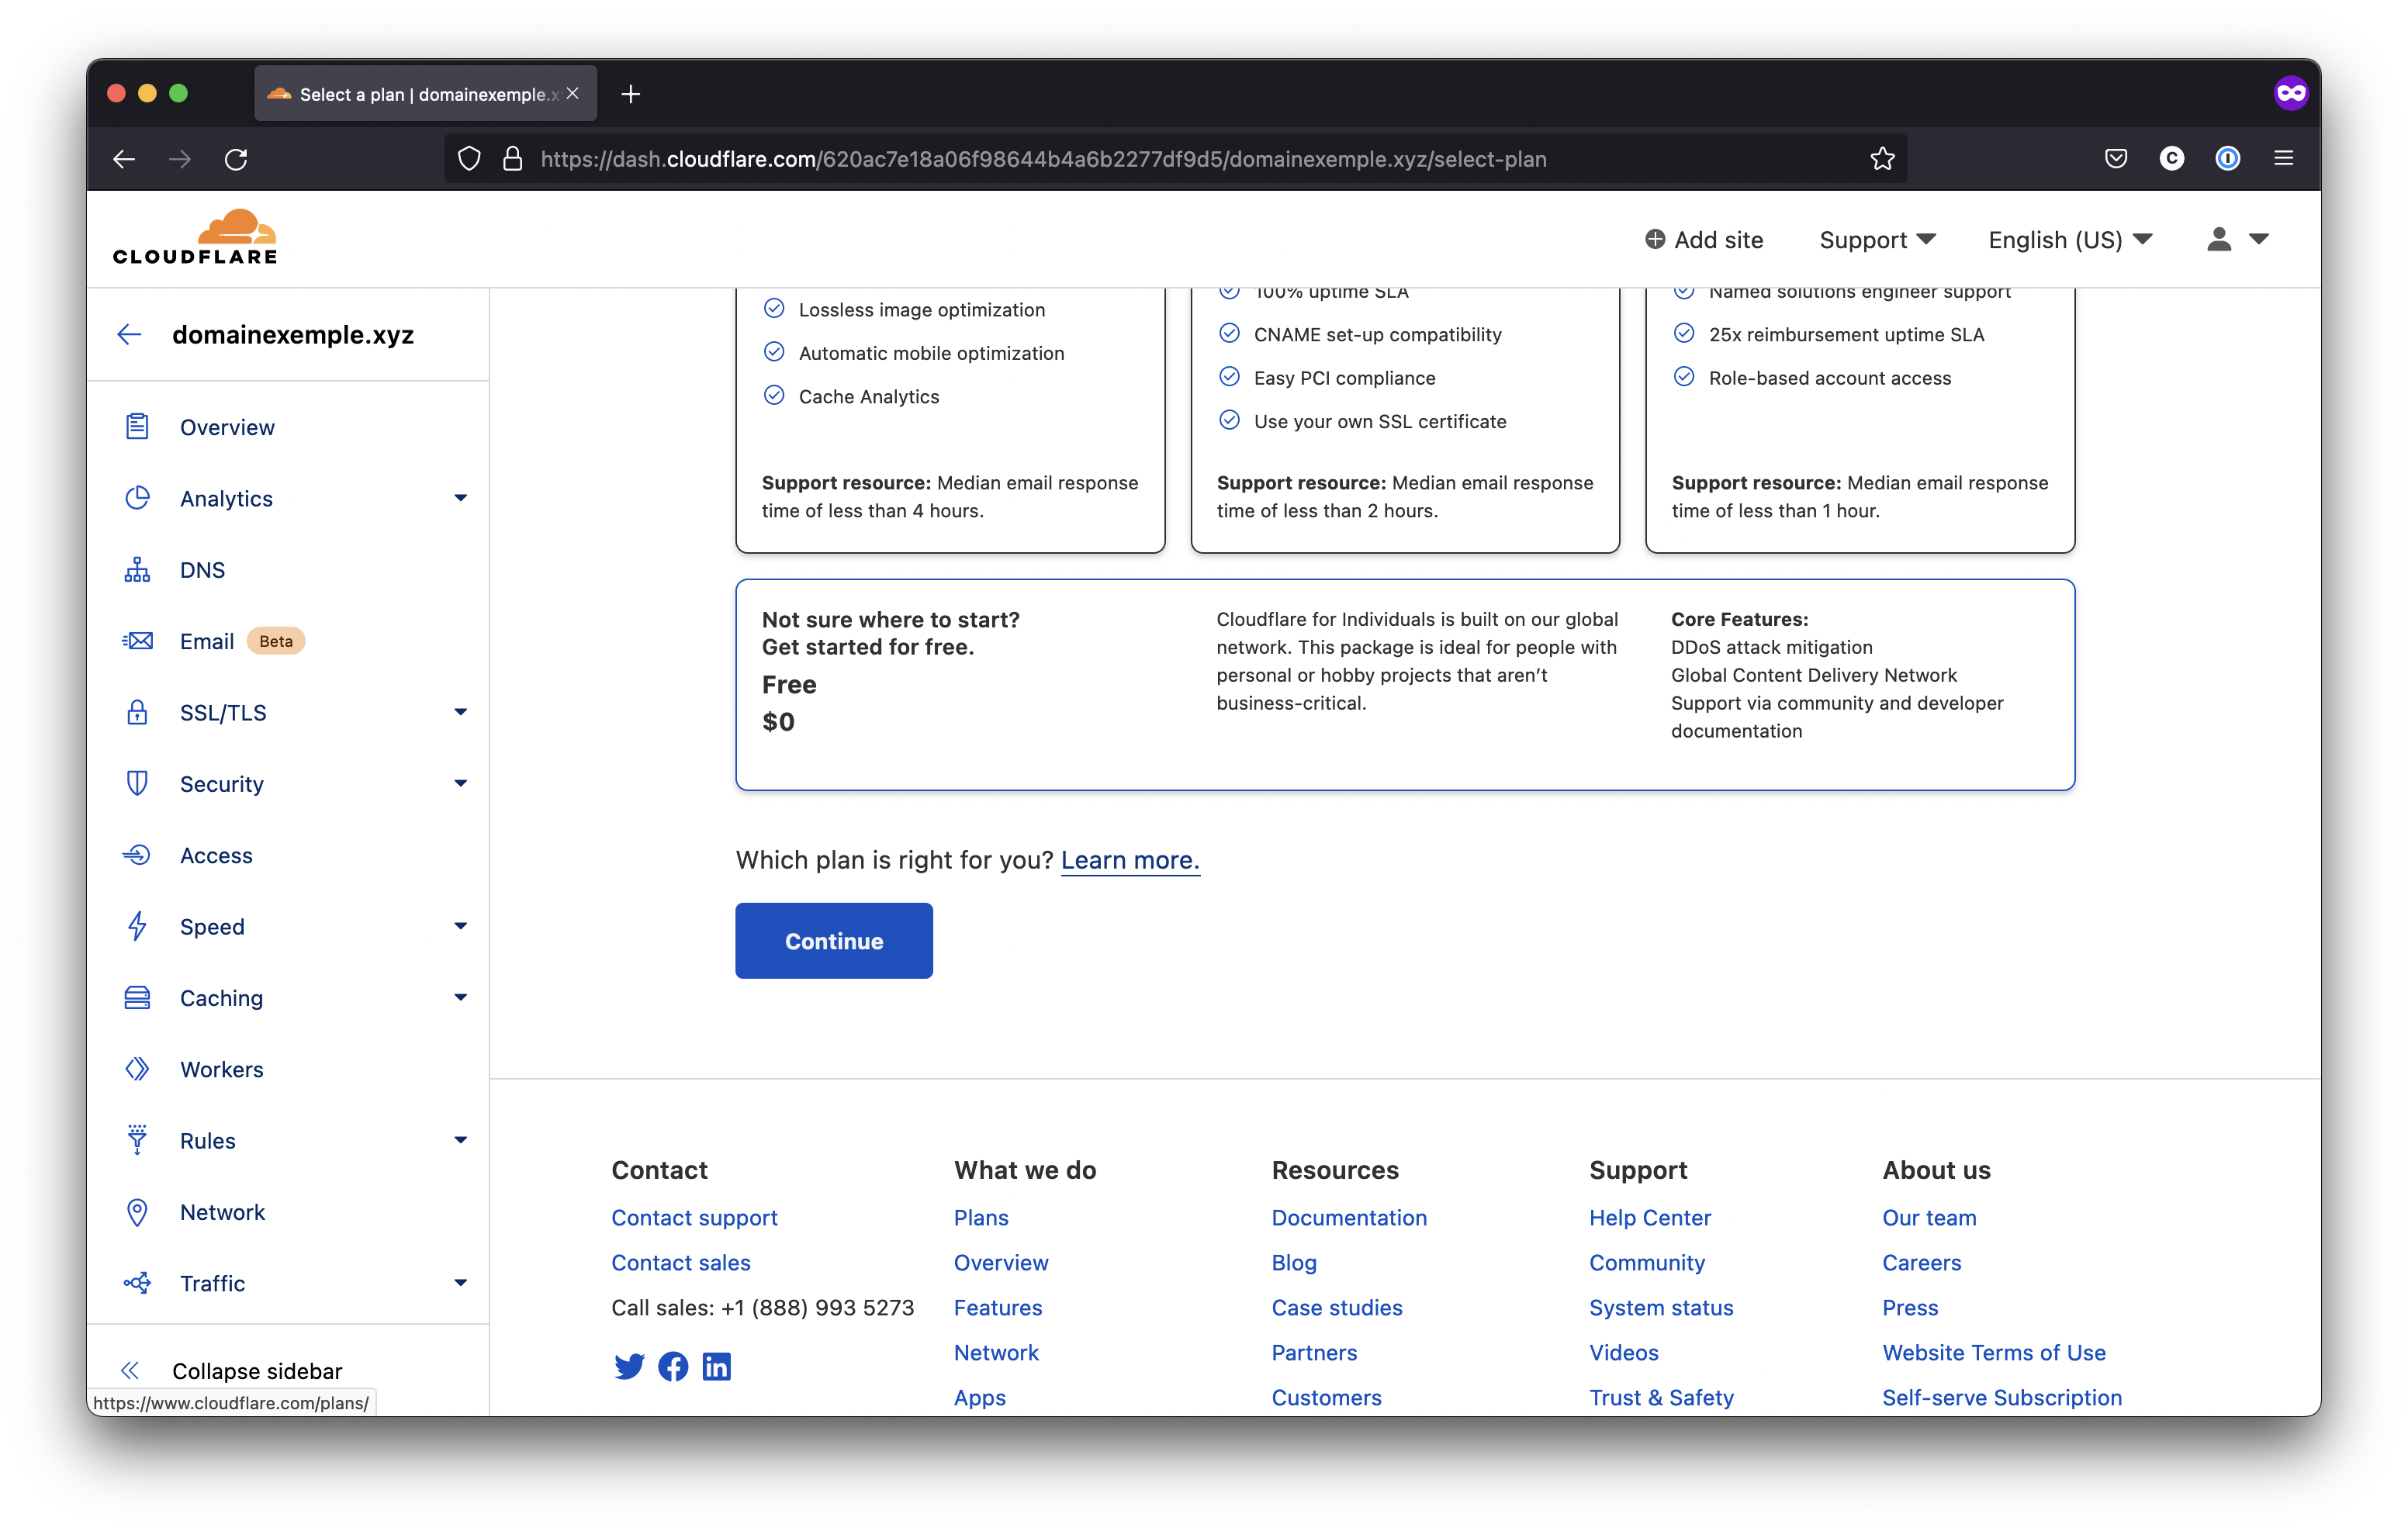 Select a plan | domainexemple.x
https://dash.cloudflare.com/620ac7e18a06f98644b4a6b2277df9d5/domainexemple.xyz/select-plan
CLOUDFLARE
Add site
Support
English (US)
domainexemple.xyz
Overview
Analytics
DNS
Email Beta
SSL/TLS
Security
Access
Speed
Caching
Workers
Rules
Network
Traffic
Collapse sidebar
https://www.cloudflare.com/plans/
Lossless image optimization
Automatic mobile optimization
Cache Analytics
Support resource: Median email response
time of less than 4 hours.
100% uptime SLA
CNAME set-up compatibility
Easy PCI compliance
Use your own SSL certificate
Support resource: Median email response
time of less than 2 hours.
Named solutions engineer support
25x reimbursement uptime SLA
Role-based account access
Support resource: Median email response
time of less than 1 hour.
Not sure where to start?
Get started for free.
Free
$0
Cloudflare for Individuals is built on our global
network. This package is ideal for people with
personal or hobby projects that aren’t
business-critical.
Core Features:
DDoS attack mitigation
Global Content Delivery Network
Support via community and developer
documentation
Which plan is right for you? Learn more.
Continue
Contact
Contact support
Contact sales
Call sales: +1 (888) 993 5273
What we do
Plans
Overview
Features
Network
Apps
Resources
Documentation
Blog
Case studies
Partners
Customers
Support
Help Center
Community
System status
Videos
Trust & Safety
About us
Our team
Careers
Press
Website Terms of Use
Self-serve Subscription